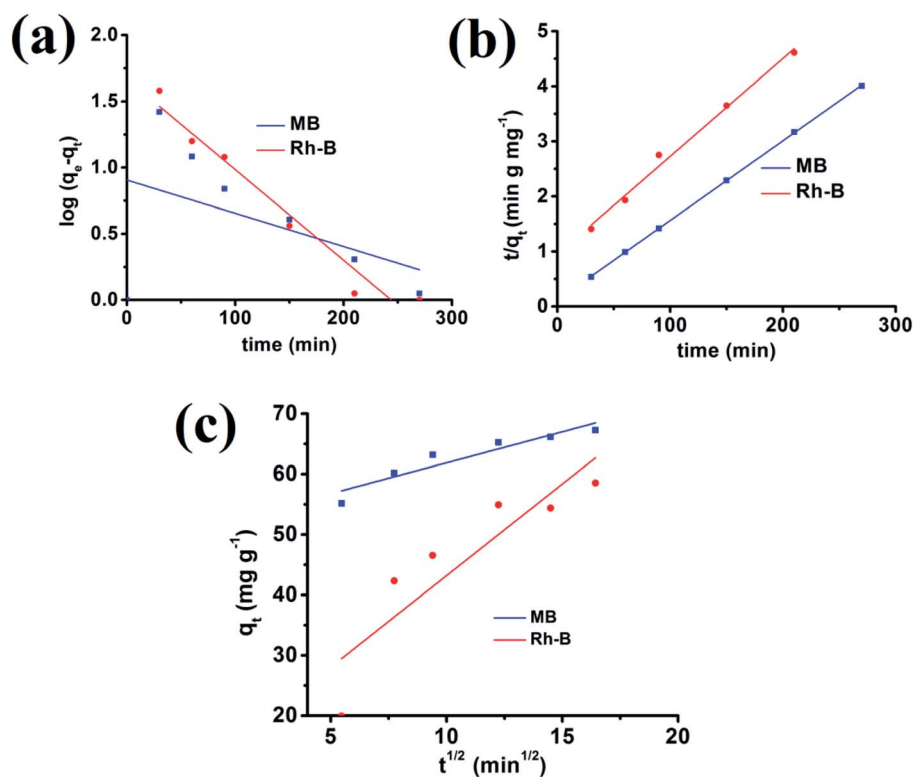 (a)
2.0
1.5
1.0
0.5
0.0
log (qe-qt)
MB
Rh-B
0 100 200 300
time (min)
(b)
5
4
3
2
1
0
t/qt (min g mg-1)
MB
Rh-B
0 100 200 300
time (min)
(c)
70
60
50
40
30
20
qt (mg g-1)
MB
Rh-B
5 10 15 20
t1/2 (min1/2)